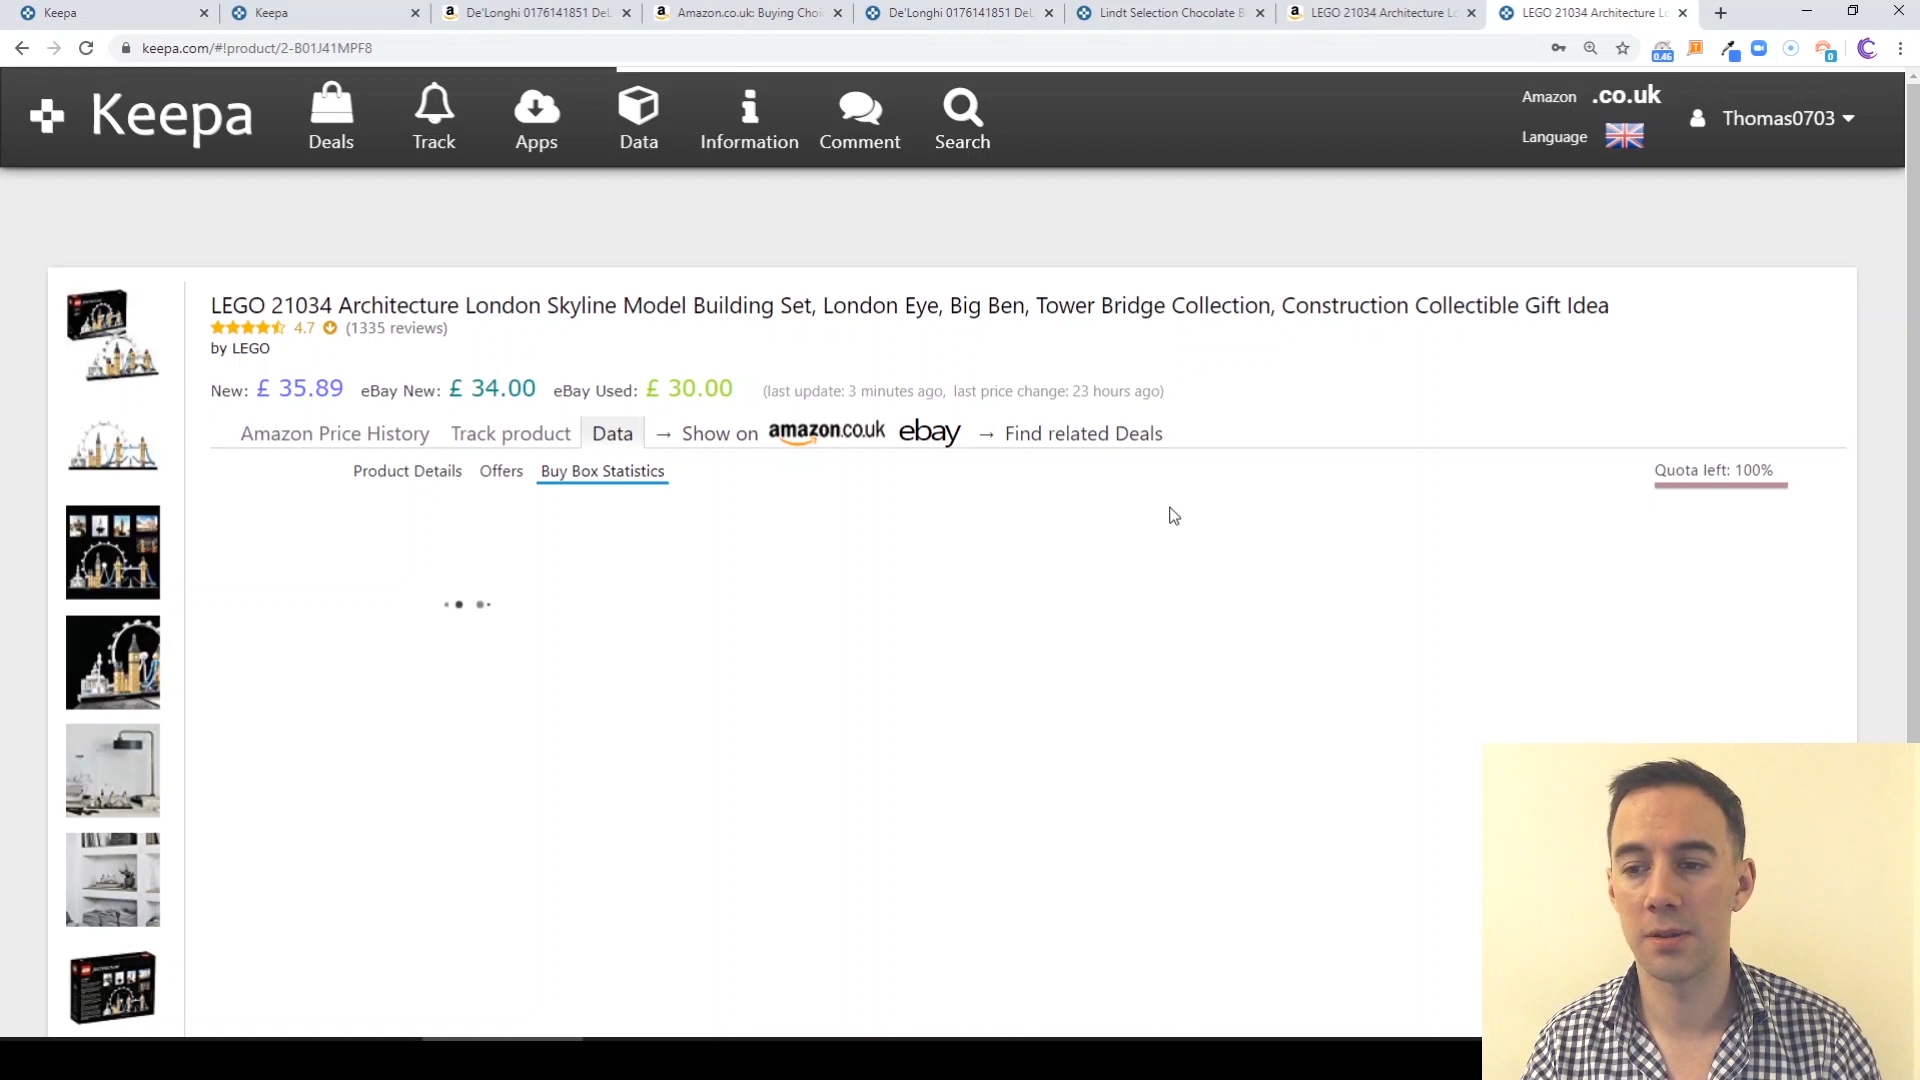 Keepa
Keepa
De'Longhi 0176141851 DeL
Amazon.co.uk: Buying Choi
De'Longhi 0176141851 DeL
Lindt Selection Chocolate B
LEGO 21034 Architecture Lo
LEGO 21034 Architecture Lo
keepa.com/#!product/2-B01J41MPF8
0.46
0
Keepa
Deals
Track
Apps
Data
Information
Comment
Search
Amazon .co.uk
Language
Thomas0703
LEGO 21034 Architecture London Skyline Model Building Set, London Eye, Big Ben, Tower Bridge Collection, Construction Collectible Gift Idea
4.7 (1335 reviews)
by LEGO
New: £ 35.89 eBay New: £ 34.00 eBay Used: £ 30.00 (last update: 3 minutes ago, last price change: 23 hours ago)
Amazon Price History Track product Data → Show on amazon.co.uk ebay → Find related Deals
Product Details Offers Buy Box Statistics
Quota left: 100%